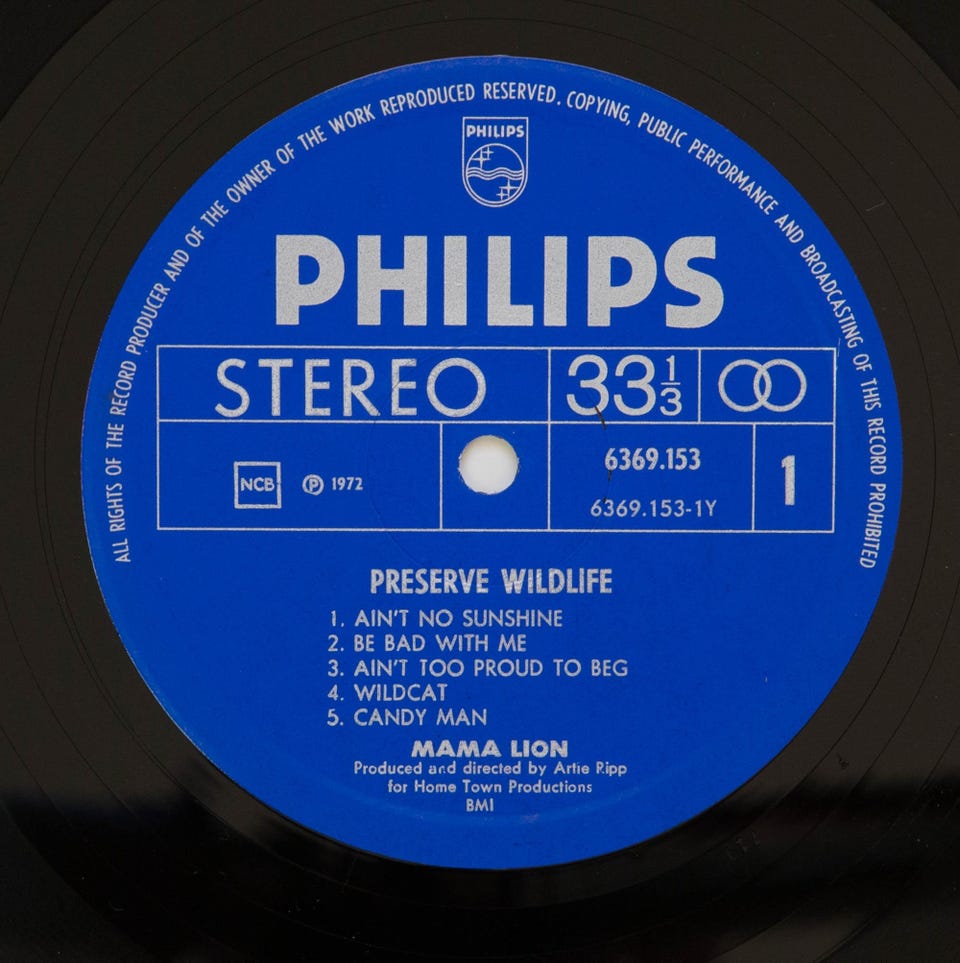 ALL RIGHTS OF THE RECORD PRODUCER AND OF THE OWNER OF THE WORK REPRODUCED RESERVED. COPYING, PUBLIC PERFORMANCE AND BROADCASTING OF THIS RECORD PROHIBITED
PHILIPS
PHILIPS
STEREO 33 1/3
NCB ℗ 1972 6369.153 1
6369.153-1Y
PRESERVE WILDLIFE
1. AIN'T NO SUNSHINE
2. BE BAD WITH ME
3. AIN'T TOO PROUD TO BEG
4. WILDCAT
5. CANDY MAN
MAMA LION
Produced and directed by Artie Ripp
for Home Town Productions
BMI